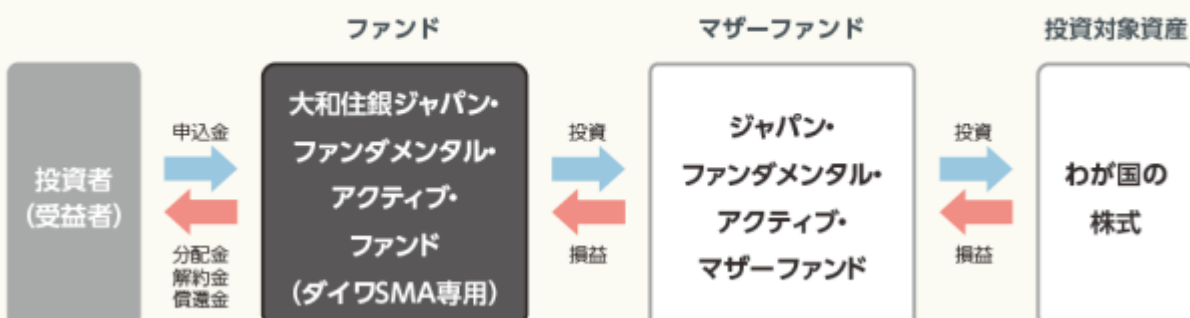 ファンド
マザーファンド
投資対象資産
投資者
(受益者)
申込金
分配金
解約金
償還金
大和住銀ジャパン・
ファンダメンタル・
アクティブ・
ファンド
(ダイワSMA専用)
投資
損益
ジャパン・
ファンダメンタル・
アクティブ・
マザーファンド
投資
損益
わが国の
株式